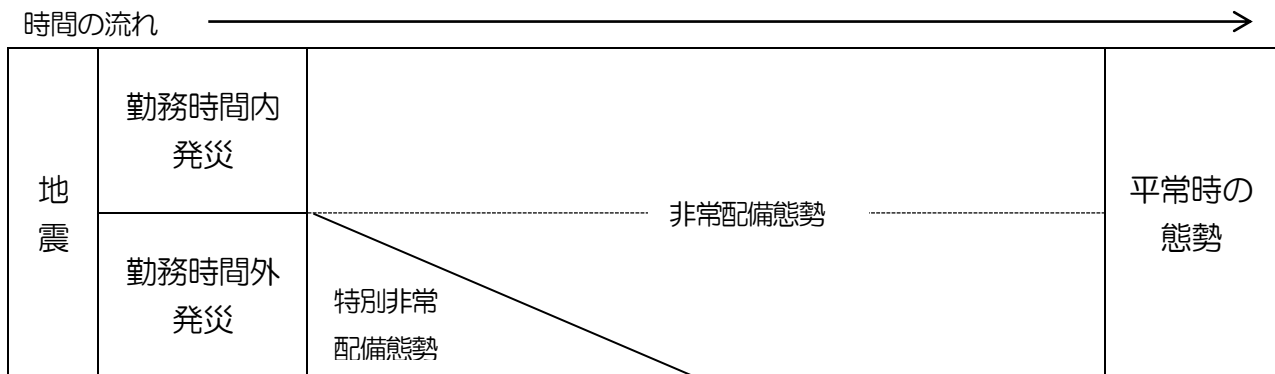 時間の流れ
地
震
勤務時間内
発災
勤務時間外
発災
非常配備態勢
特別非常
配備態勢
平常時の
態勢